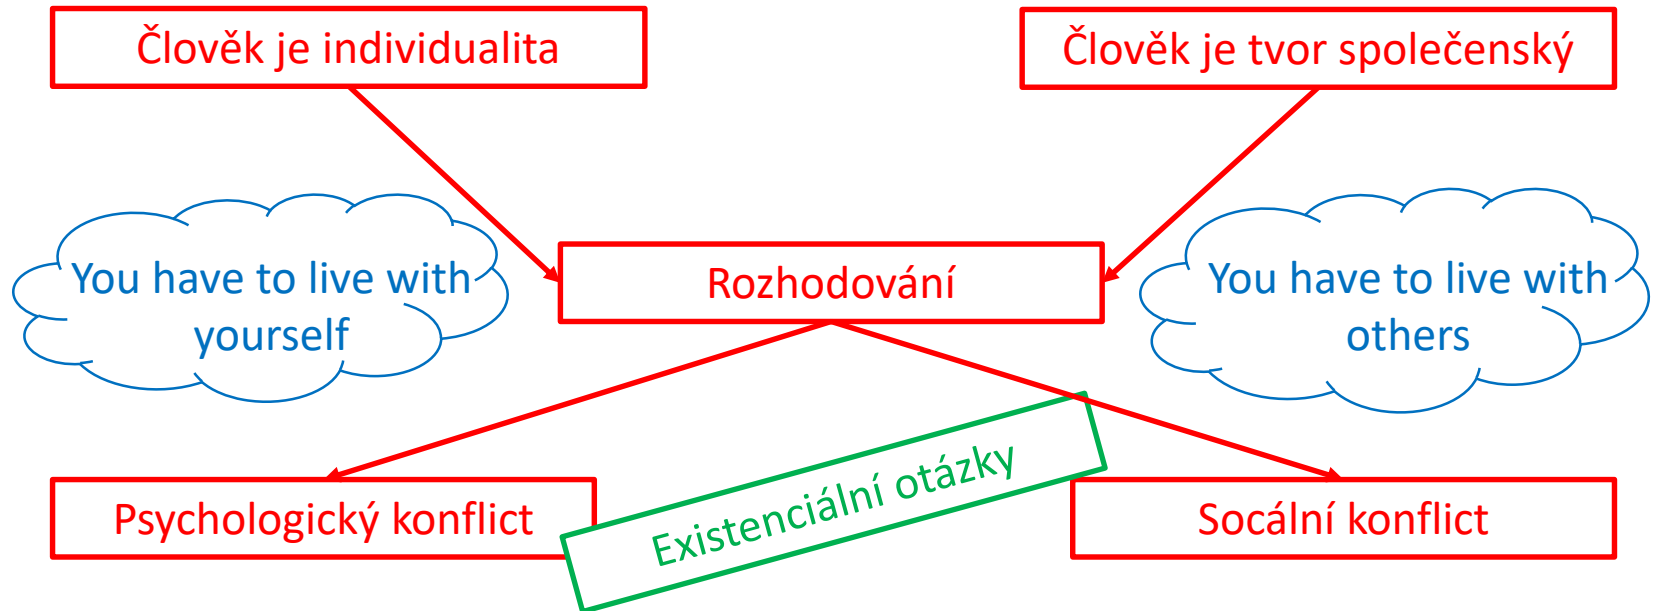 Člověk je individualita
Člověk je tvor společenský
You have to live with
yourself
Rozhodování
You have to live with
others
Psychologický konflict
Existenciální otázky
Socální konflict